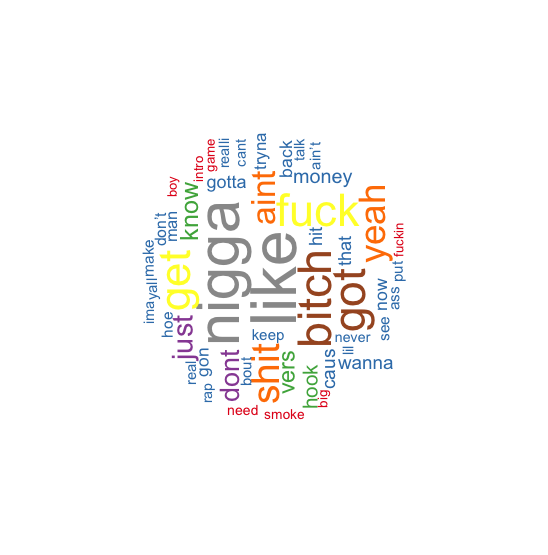 nigga
like
fuck
bitch
got
get
shit
yeah
aint
dont
just
know
vers
hook
money
wanna
gotta
caus
gon
now
back
tryna
cant
realli
game
intro
boy
man
don't
make
yall
ima
hoe
real
rap
bout
keep
need
smoke
big
lil
never
see
ass
put
fuckin
that
hit
ain't
talk